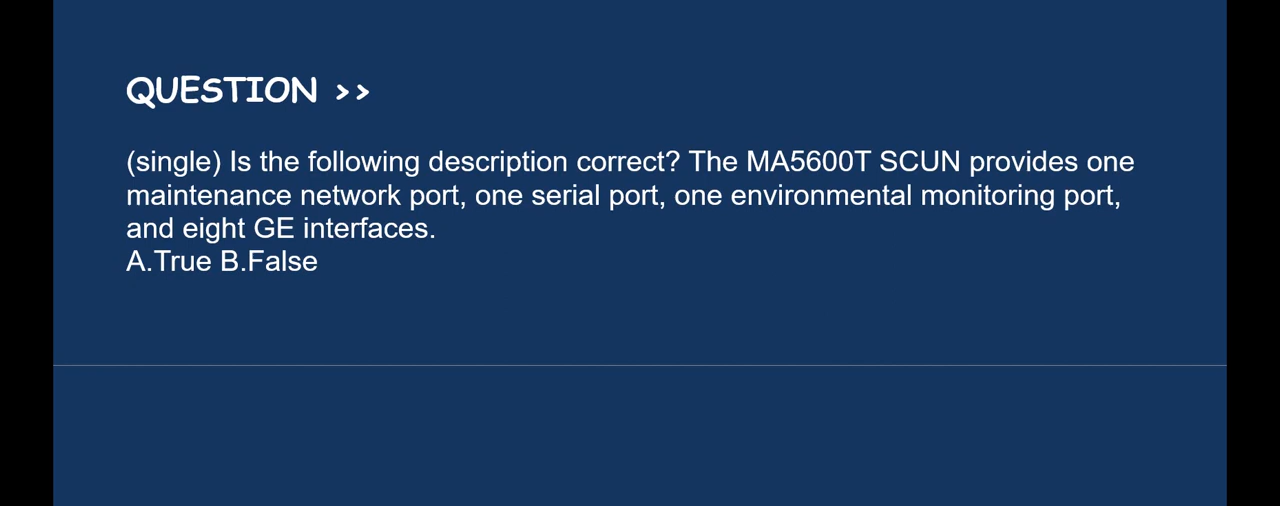 QUESTION >>
(single) Is the following description correct? The MA5600T SCUN provides one
maintenance network port, one serial port, one environmental monitoring port,
and eight GE interfaces.
A.True B.False